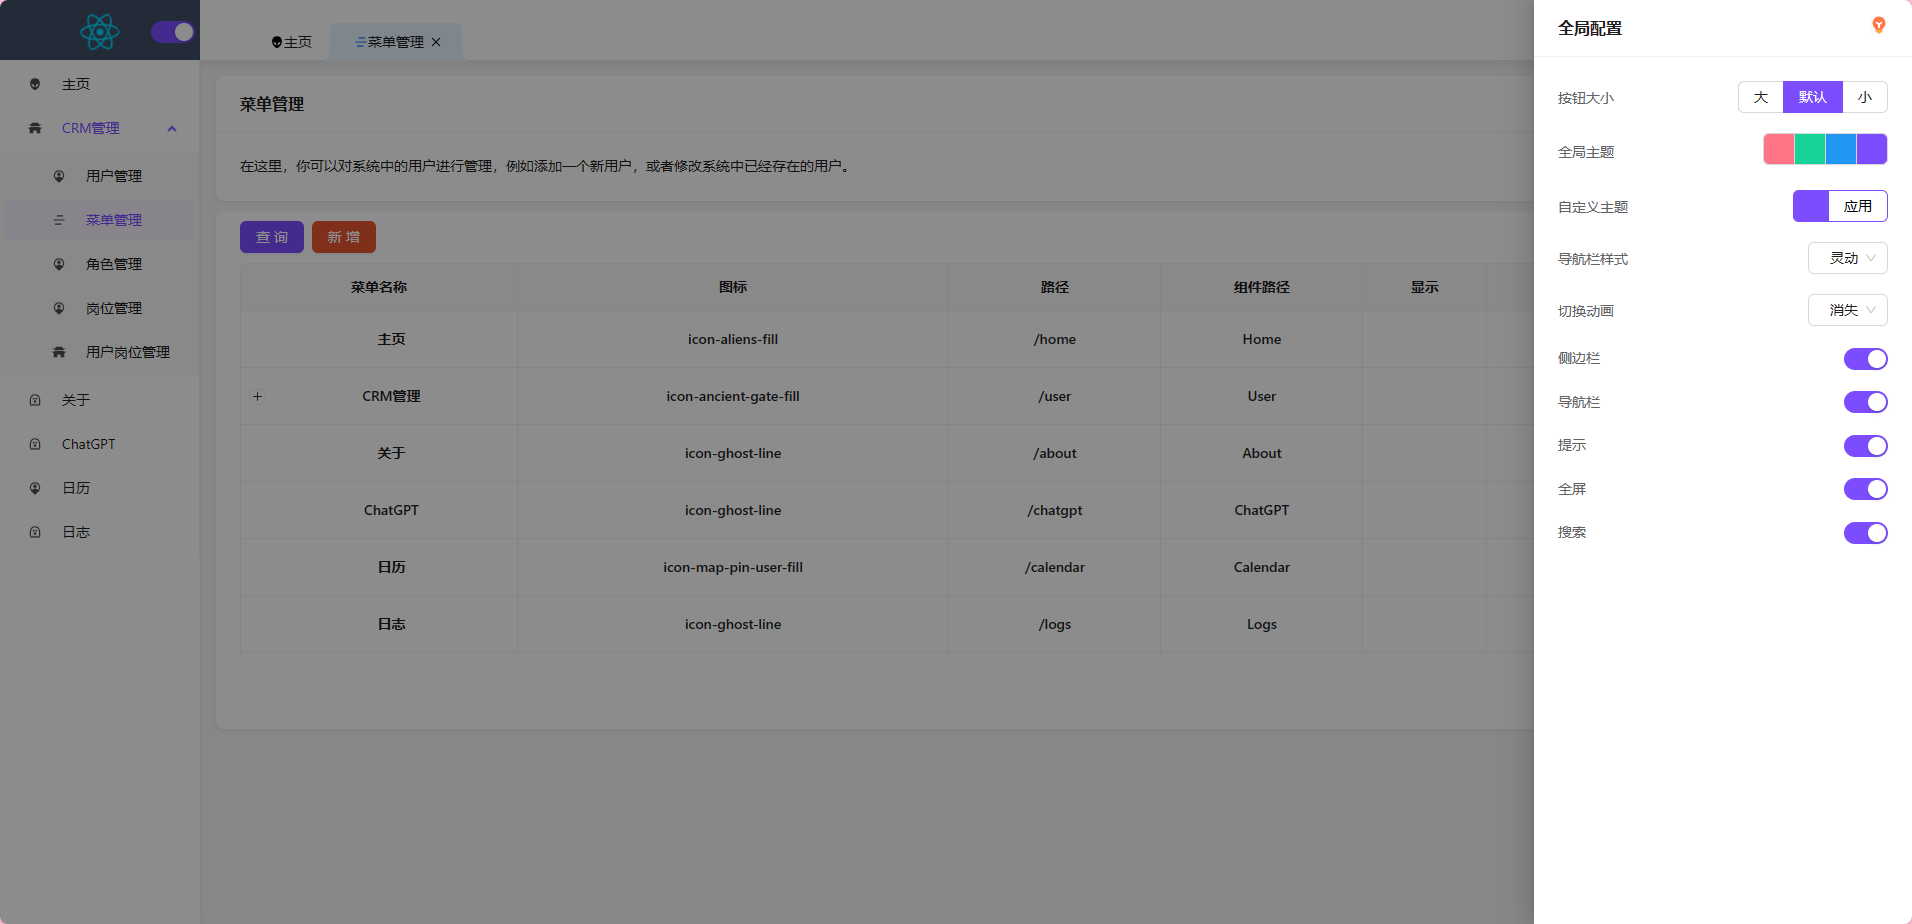 主页
CRM管理
用户管理
菜单管理
角色管理
岗位管理
用户岗位管理
关于
ChatGPT
日历
日志
主页
菜单管理
菜单管理
在这里，你可以对系统中的用户进行管理，例如添加一个新用户，或者修改系统中已经存在的用户。
查 询 新 增
菜单名称 图标 路径 组件路径 显示
主页 icon-aliens-fill /home Home
CRM管理 icon-ancient-gate-fill /user User
关于 icon-ghost-line /about About
ChatGPT icon-ghost-line /chatgpt ChatGPT
日历 icon-map-pin-user-fill /calendar Calendar
日志 icon-ghost-line /logs Logs
全局配置
按钮大小 大 默认 小
全局主题
自定义主题 应用
导航栏样式 灵动
切换动画 消失
侧边栏
导航栏
提示
全屏
搜索